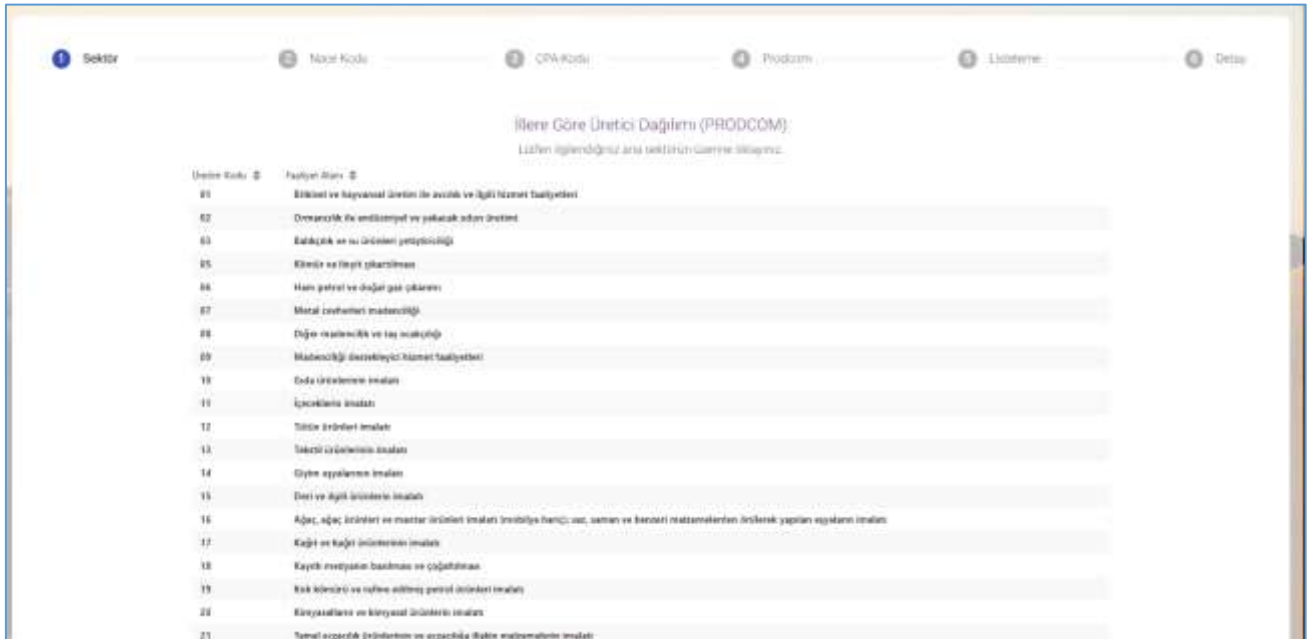 1 Sektör 2 Nace Kodu 3 CPA Kodu 4 Prodcom 5 Listeleme 6 Detay
İllere Göre Üretici Dağılımı (PRODCOM)
Lütfen ilgilendiğiniz ana sektörün üzerine tıklayınız.
Üretim Kodu Faaliyet Alanı
01 Bitkisel ve hayvansal üretim ile avcılık ve ilgili hizmet faaliyetleri
02 Ormancılık ile endüstriyel ve yakacak odun üretimi
03 Balıkçılık ve su ürünleri yetiştiriciliği
05 Kömür ve linyit çıkartılması
06 Ham petrol ve doğal gaz çıkarımı
07 Metal cevherleri madenciliği
08 Diğer madencilik ve taş ocakçılığı
09 Madenciliği destekleyici hizmet faaliyetleri
10 Gıda ürünlerinin imalatı
11 İçeceklerin imalatı
12 Tütün ürünleri imalatı
13 Tekstil ürünlerinin imalatı
14 Giyim eşyalarının imalatı
15 Deri ve ilgili ürünlerin imalatı
16 Ağaç, ağaç ürünleri ve mantar ürünleri imalatı (mobilya hariç); saz, saman ve benzeri malzemelerden örülerek yapılan eşyaların imalatı
17 Kağıt ve kağıt ürünlerinin imalatı
18 Kayıtlı medyanın basılması ve çoğaltılması
19 Kok kömürü ve rafine edilmiş petrol ürünleri imalatı
20 Kimyasalların ve kimyasal ürünlerin imalatı
21 Temel eczacılık ürünlerinin ve eczacılığa ilişkin malzemelerin imalatı